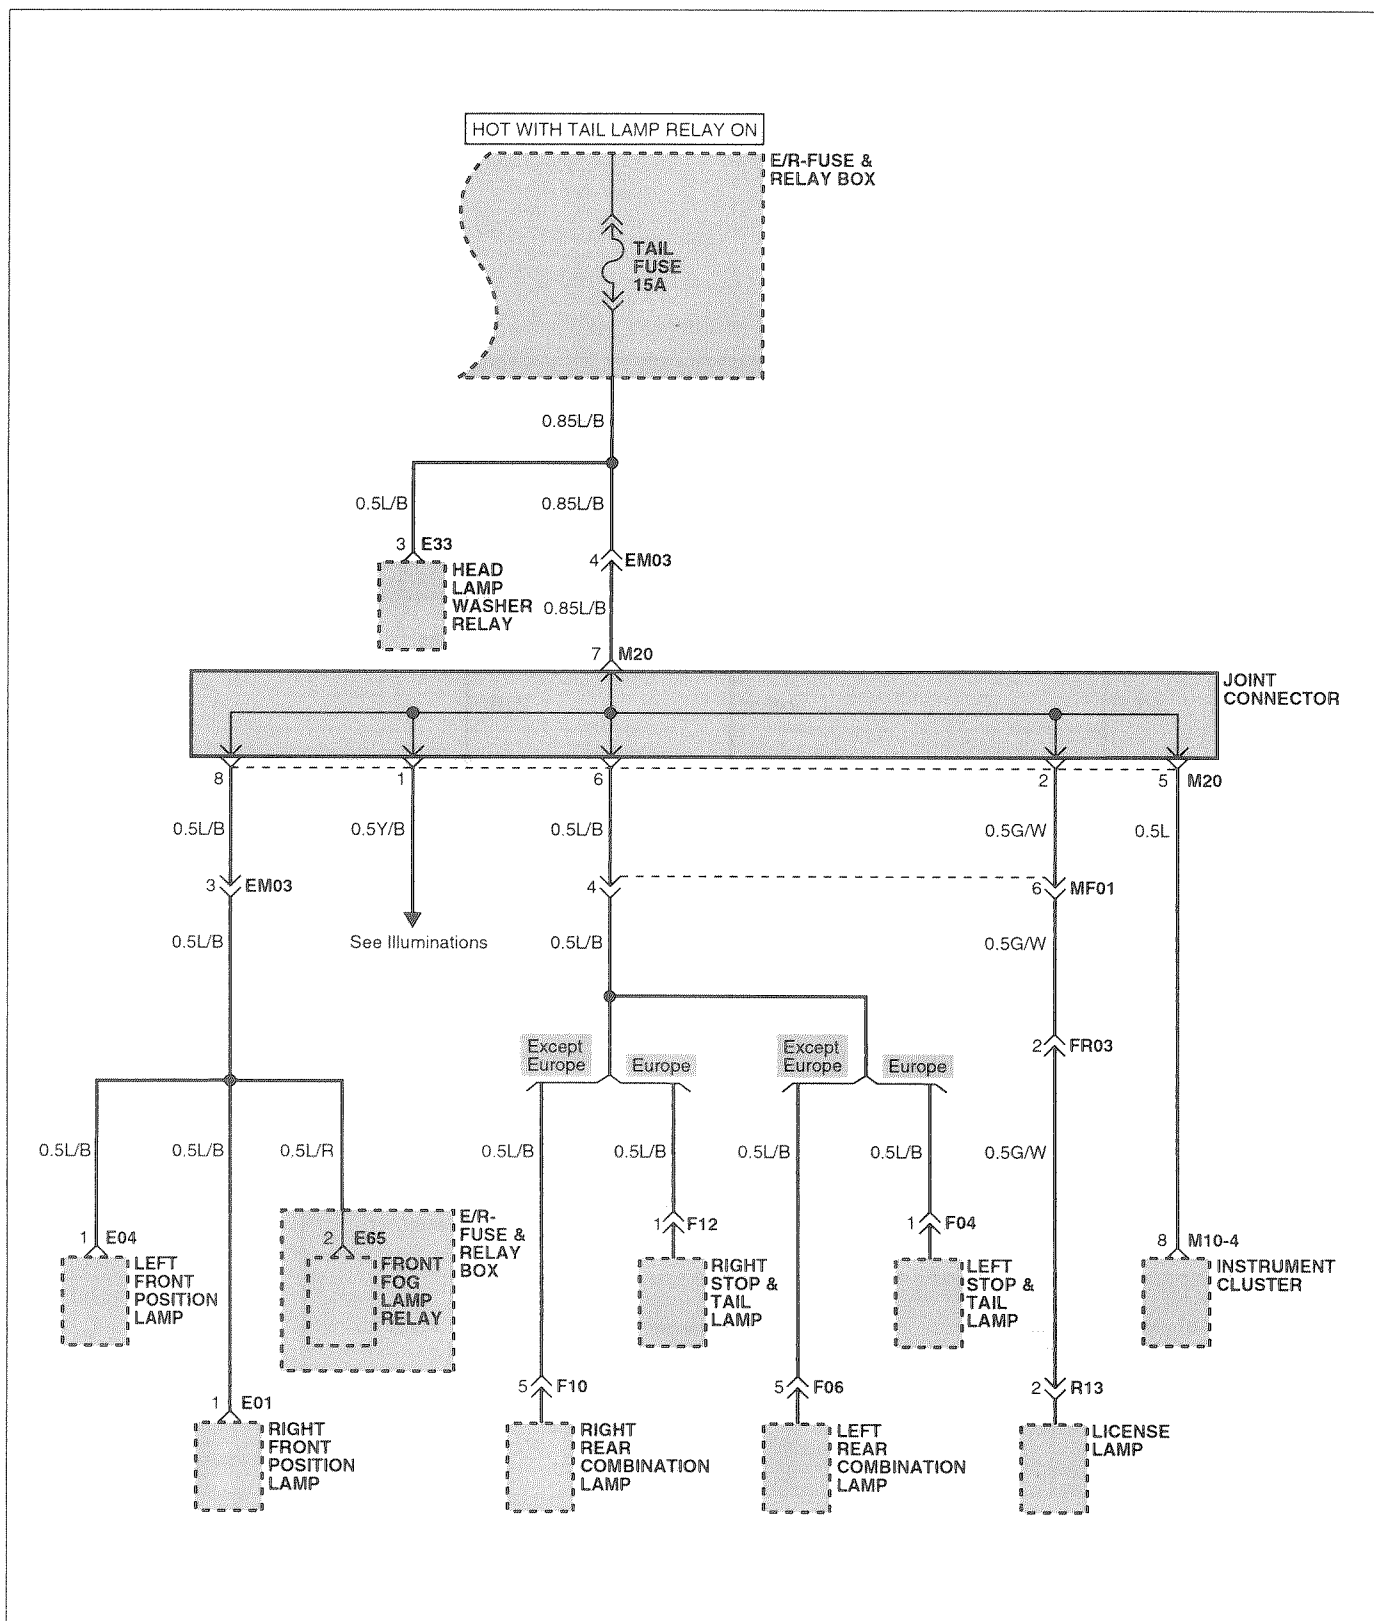 HOT WITH TAIL LAMP RELAY ON
E/R-FUSE &
RELAY BOX
TAIL
FUSE
15A
0.85L/B
0.5L/B
0.85L/B
3 E33
4 EM03
HEAD
LAMP
WASHER
RELAY
0.85L/B
7 M20
JOINT
CONNECTOR
8
1
6
2
5 M20
0.5L/B
0.5Y/B
0.5L/B
0.5G/W
0.5L
3 EM03
4
6 MF01
0.5L/B
See Illuminations
0.5L/B
0.5G/W
Except
Europe
Europe
Except
Europe
Europe
2 FR03
0.5L/B
0.5L/B
0.5L/R
0.5L/B
0.5L/B
0.5L/B
0.5L/B
0.5G/W
1 E04
LEFT
FRONT
POSITION
LAMP
E/R-
FUSE &
RELAY
BOX
2 E65
FRONT
FOG
LAMP
RELAY
1 F12
RIGHT
STOP &
TAIL
LAMP
1 F04
LEFT
STOP &
TAIL
LAMP
8 M10-4
INSTRUMENT
CLUSTER
1 E01
RIGHT
FRONT
POSITION
LAMP
5 F10
RIGHT
REAR
COMBINATION
LAMP
5 F06
LEFT
REAR
COMBINATION
LAMP
2 R13
LICENSE
LAMP